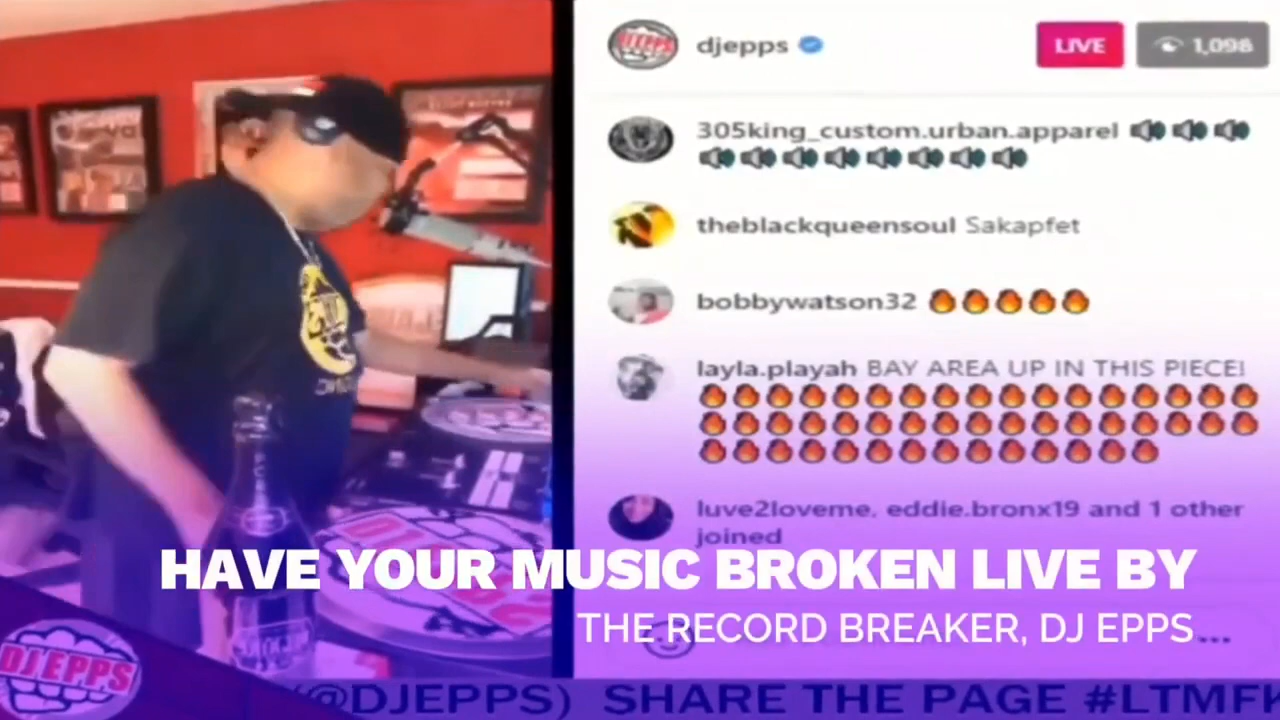 DJ EPPS
djepps
LIVE
1,098
305king_custom.urban.apparel
theblackqueensoul Sakapfet
bobbywatson32
layla.playah BAY AREA UP IN THIS PIECE!
luve2loveme, eddie.bronx19 and 1 other
joined
HAVE YOUR MUSIC BROKEN LIVE BY
THE RECORD BREAKER, DJ EPPS
DJ EPPS
(@DJEPPS) SHARE THE PAGE #LTMFK